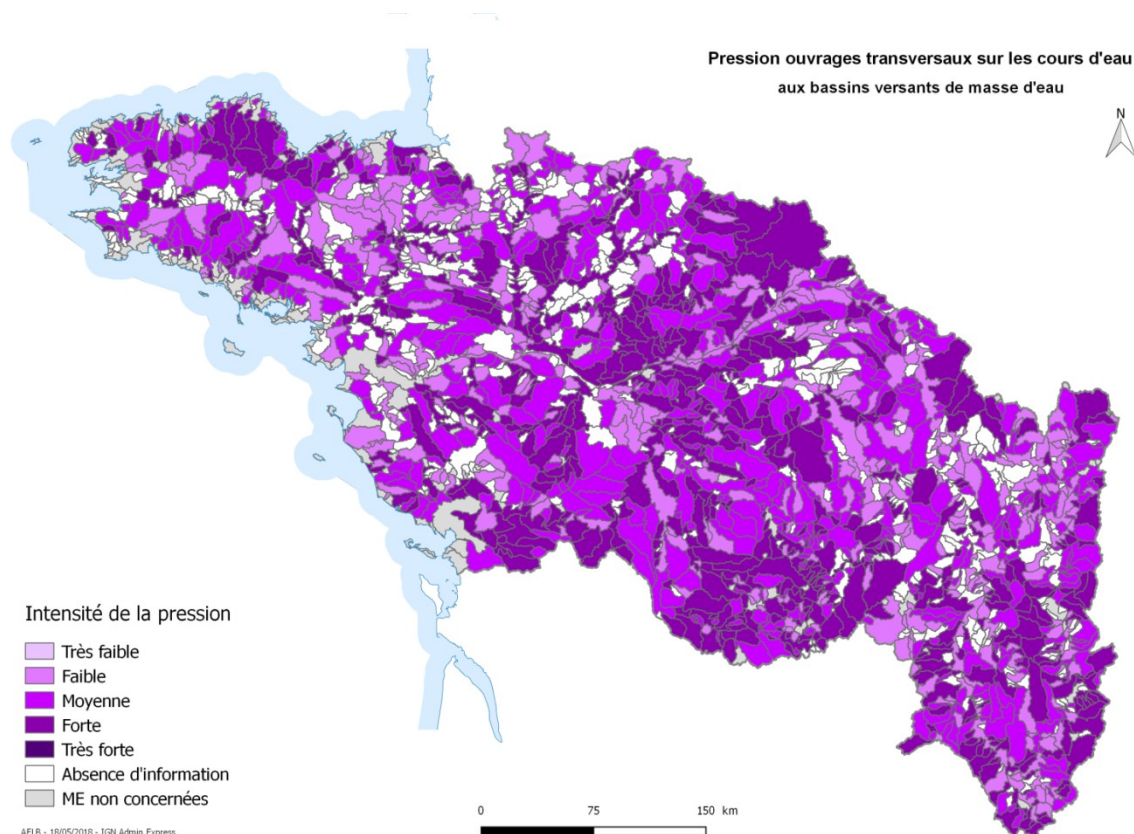 Pression ouvrages transversaux sur les cours d'eau
aux bassins versants de masse d'eau
N
Intensité de la pression
Très faible
Faible
Moyenne
Forte
Très forte
Absence d'information
ME non concernées
0 75 150 km
AELB - 18/05/2018 - IGN Admin Express